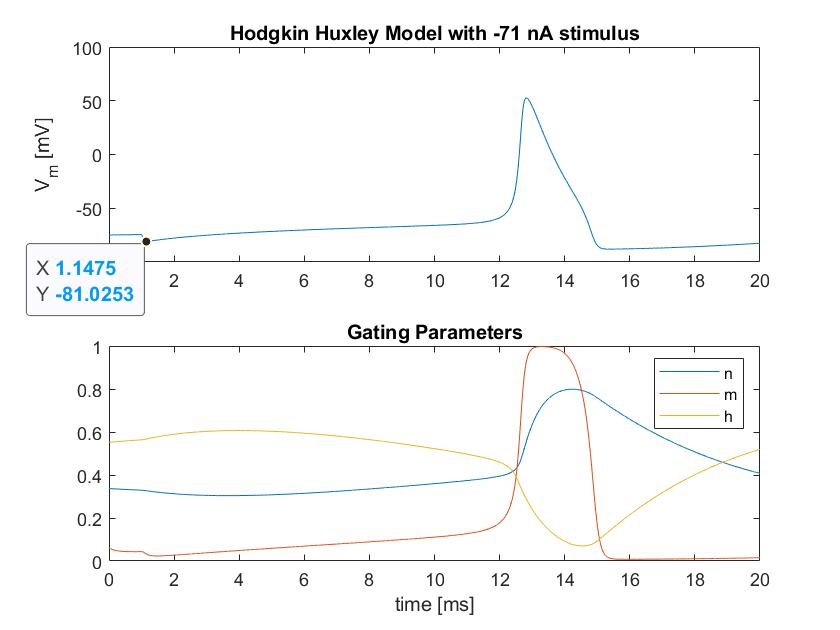 Hodgkin Huxley Model with -71 nA stimulus
100
50
0
-50
V_m [mV]
X 1.1475
Y -81.0253
2 4 6 8 10 12 14 16 18 20
Gating Parameters
1
0.8
0.6
0.4
0.2
0
n
m
h
0 2 4 6 8 10 12 14 16 18 20
time [ms]